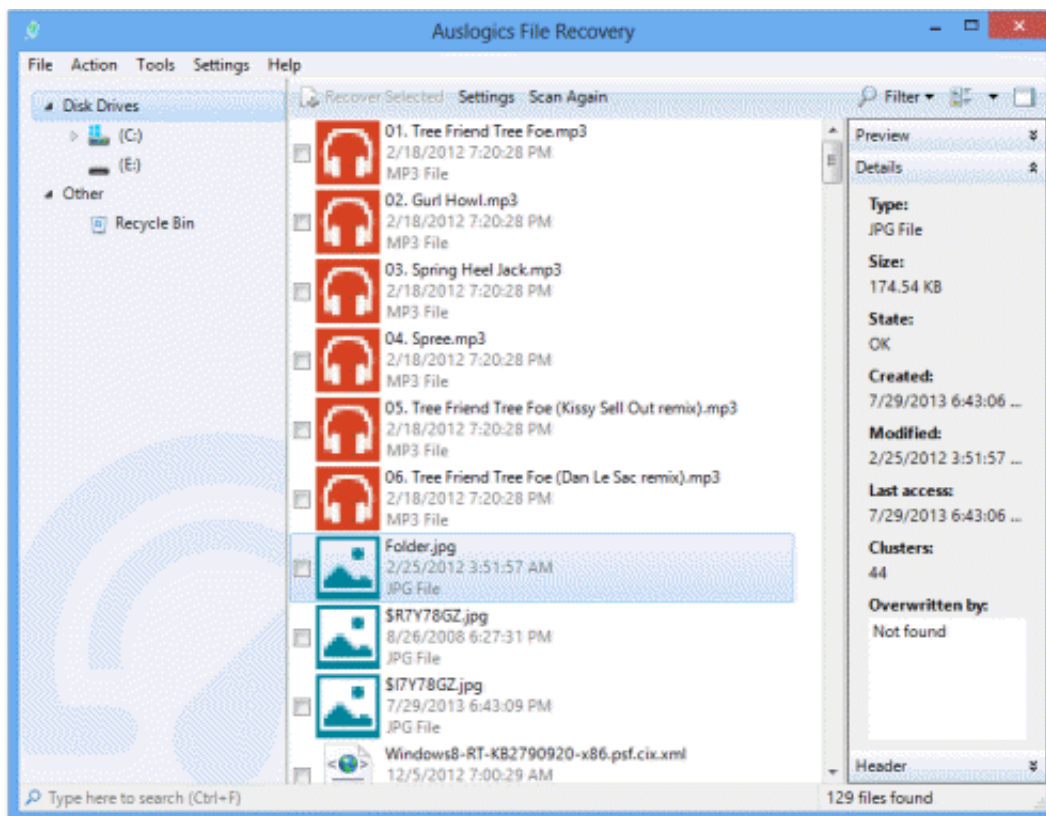 Auslogics File Recovery
File Action Tools Settings Help
Disk Drives
(C:)
(E:)
Other
Recycle Bin
Recover Selected Settings Scan Again Filter
01. Tree Friend Tree Foe.mp3
2/18/2012 7:20:28 PM
MP3 File
02. Gurl Howl.mp3
2/18/2012 7:20:28 PM
MP3 File
03. Spring Heel Jack.mp3
2/18/2012 7:20:28 PM
MP3 File
04. Spree.mp3
2/18/2012 7:20:28 PM
MP3 File
05. Tree Friend Tree Foe (Kissy Sell Out remix).mp3
2/18/2012 7:20:28 PM
MP3 File
06. Tree Friend Tree Foe (Dan Le Sac remix).mp3
2/18/2012 7:20:28 PM
MP3 File
Folder.jpg
2/25/2012 3:51:57 AM
JPG File
$R7Y78GZ.jpg
8/26/2008 6:27:31 PM
JPG File
$I7Y78GZ.jpg
7/29/2013 6:43:09 PM
JPG File
Windows8-RT-KB2790920-x86.psf.cix.xml
12/5/2012 7:00:29 AM
Preview
Details
Type:
JPG File
Size:
174.54 KB
State:
OK
Created:
7/29/2013 6:43:06 ...
Modified:
2/25/2012 3:51:57 ...
Last access:
7/29/2013 6:43:06 ...
Clusters:
44
Overwritten by:
Not found
Header
Type here to search (Ctrl+F)
129 files found